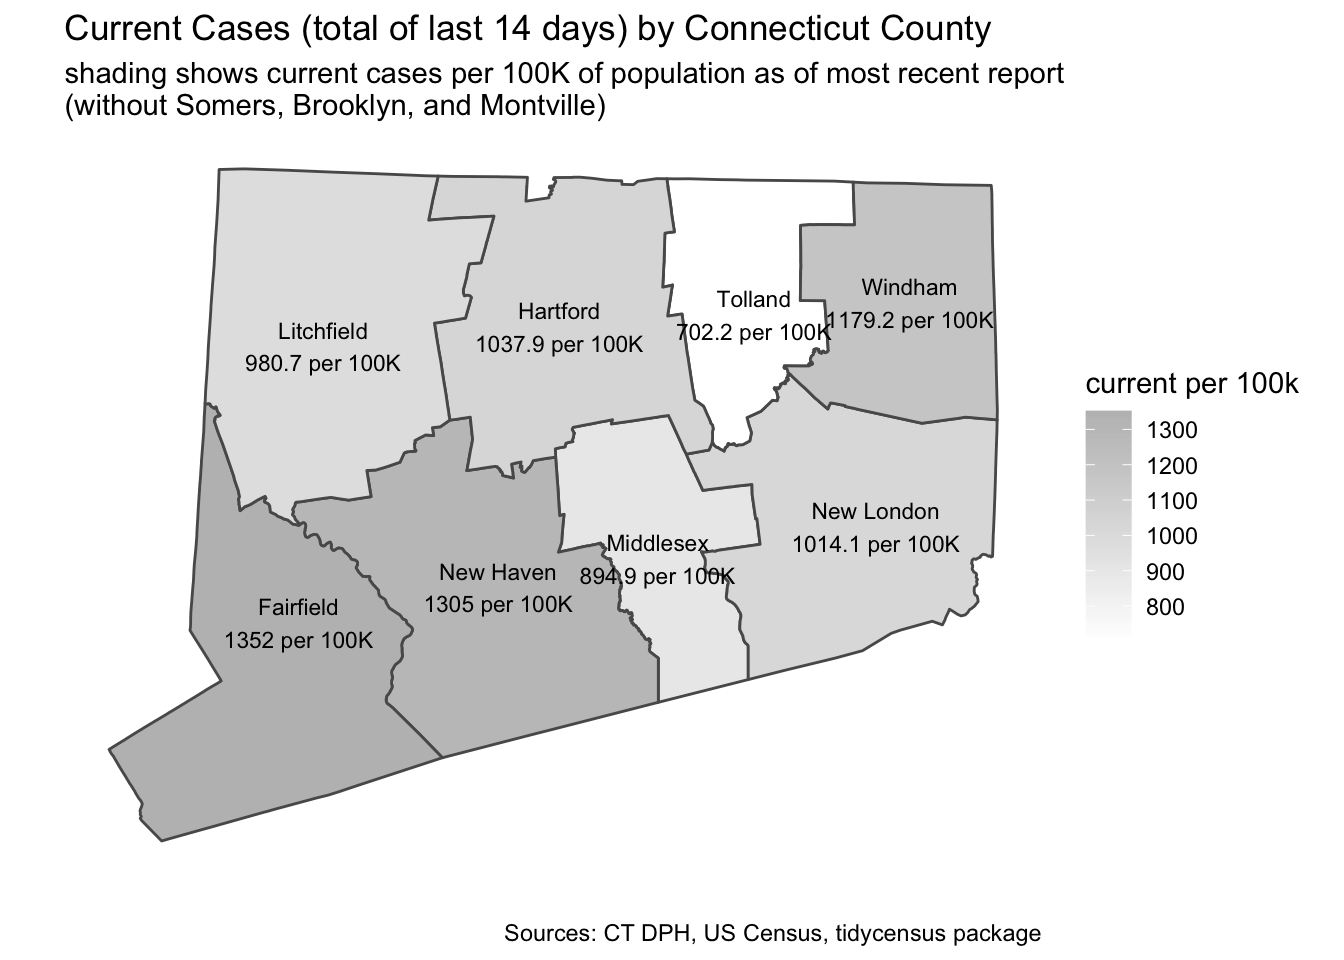 Current Cases (total of last 14 days) by Connecticut County
shading shows current cases per 100K of population as of most recent report
(without Somers, Brooklyn, and Montville)
Litchfield
980.7 per 100K
Hartford
1037.9 per 100K
Tolland
702.2 per 100K
Windham
1179.2 per 100K
New London
1014.1 per 100K
Middlesex
894.9 per 100K
New Haven
1305 per 100K
Fairfield
1352 per 100K
current per 100k
1300
1200
1100
1000
900
800
Sources: CT DPH, US Census, tidycensus package